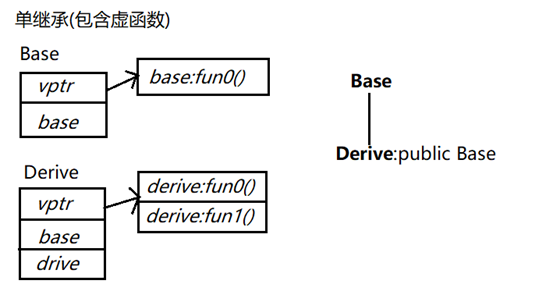 单继承(包含虚函数)
Base
vptr
base:fun0()
base
Base
Derive:public Base
Derive
vptr
derive:fun0()
derive:fun1()
base
drive